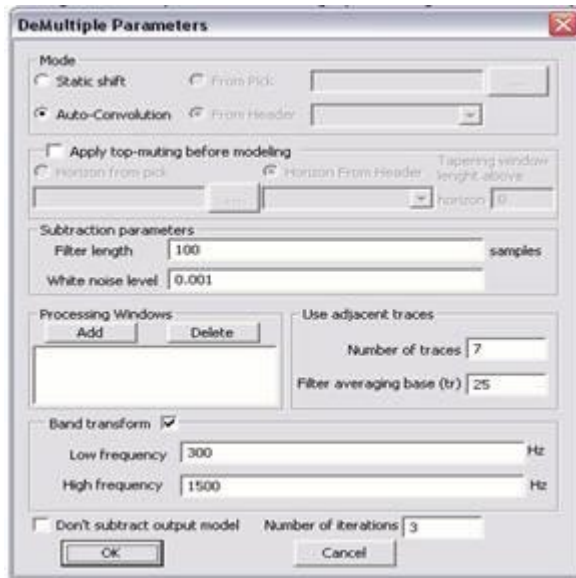 DeMultiple Parameters
Mode
Static shift From Pick ....
Auto-Convolution From Header
Apply top-muting before modeling
Horizon from pick .... Horizon From Header
Tapering window
lenght above
horizon 0
Subtraction parameters
Filter length 100 samples
White noise level 0.001
Processing Windows
Add Delete
Use adjacent traces
Number of traces 7
Filter averaging base (tr) 25
Band transform
Low frequency 300 Hz
High frequency 1500 Hz
Don't subtract output model Number of iterations 3
OK Cancel